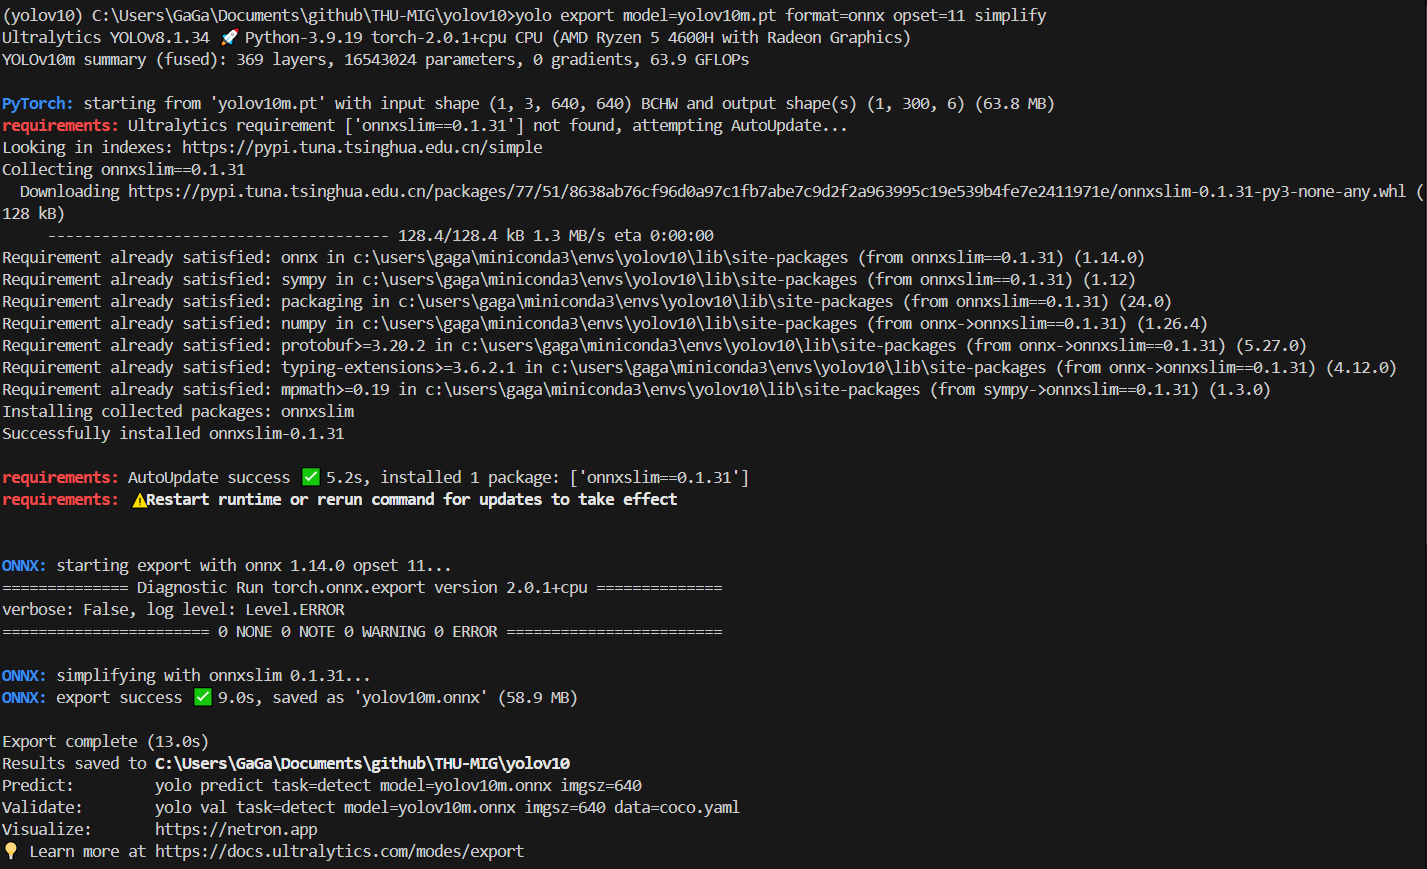 (yolov10) C:\Users\GaGa\Documents\github\THU-MIG\yolov10>yolo export model=yolov10m.pt format=onnx opset=11 simplify
Ultralytics YOLOv8.1.34 🚀 Python-3.9.19 torch-2.0.1+cpu CPU (AMD Ryzen 5 4600H with Radeon Graphics)
YOLOv10m summary (fused): 369 layers, 16543024 parameters, 0 gradients, 63.9 GFLOPs
PyTorch: starting from 'yolov10m.pt' with input shape (1, 3, 640, 640) BCHW and output shape(s) (1, 300, 6) (63.8 MB)
requirements: Ultralytics requirement ['onnxslim==0.1.31'] not found, attempting AutoUpdate...
Looking in indexes: https://pypi.tuna.tsinghua.edu.cn/simple
Collecting onnxslim==0.1.31
  Downloading https://pypi.tuna.tsinghua.edu.cn/packages/77/51/8638ab76cf96d0a97c1fb7abe7c9d2f2a963995c19e539b4fe7e2411971e/onnxslim-0.1.31-py3-none-any.whl (
128 kB)
     -------------------------------------- 128.4/128.4 kB 1.3 MB/s eta 0:00:00
Requirement already satisfied: onnx in c:\users\gaga\miniconda3\envs\yolov10\lib\site-packages (from onnxslim==0.1.31) (1.14.0)
Requirement already satisfied: sympy in c:\users\gaga\miniconda3\envs\yolov10\lib\site-packages (from onnxslim==0.1.31) (1.12)
Requirement already satisfied: packaging in c:\users\gaga\miniconda3\envs\yolov10\lib\site-packages (from onnxslim==0.1.31) (24.0)
Requirement already satisfied: numpy in c:\users\gaga\miniconda3\envs\yolov10\lib\site-packages (from onnx->onnxslim==0.1.31) (1.26.4)
Requirement already satisfied: protobuf>=3.20.2 in c:\users\gaga\miniconda3\envs\yolov10\lib\site-packages (from onnx->onnxslim==0.1.31) (5.27.0)
Requirement already satisfied: typing-extensions>=3.6.2.1 in c:\users\gaga\miniconda3\envs\yolov10\lib\site-packages (from onnx->onnxslim==0.1.31) (4.12.0)
Requirement already satisfied: mpmath>=0.19 in c:\users\gaga\miniconda3\envs\yolov10\lib\site-packages (from sympy->onnxslim==0.1.31) (1.3.0)
Installing collected packages: onnxslim
Successfully installed onnxslim-0.1.31
requirements: AutoUpdate success ✅ 5.2s, installed 1 package: ['onnxslim==0.1.31']
requirements: ⚠️Restart runtime or rerun command for updates to take effect
ONNX: starting export with onnx 1.14.0 opset 11...
============== Diagnostic Run torch.onnx.export version 2.0.1+cpu ==============
verbose: False, log level: Level.ERROR
======================= 0 NONE 0 NOTE 0 WARNING 0 ERROR ========================
ONNX: simplifying with onnxslim 0.1.31...
ONNX: export success ✅ 9.0s, saved as 'yolov10m.onnx' (58.9 MB)
Export complete (13.0s)
Results saved to C:\Users\GaGa\Documents\github\THU-MIG\yolov10
Predict:         yolo predict task=detect model=yolov10m.onnx imgsz=640
Validate:        yolo val task=detect model=yolov10m.onnx imgsz=640 data=coco.yaml
Visualize:       https://netron.app
💡 Learn more at https://docs.ultralytics.com/modes/export